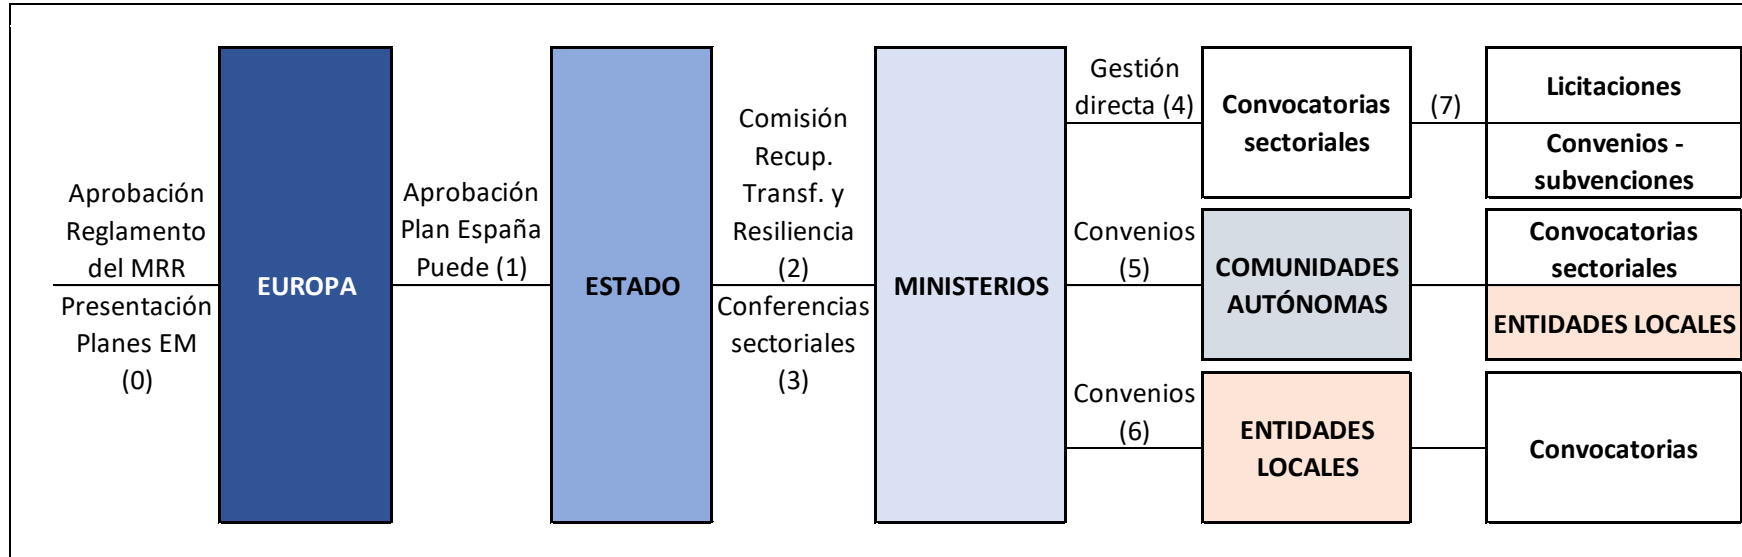 Aprobación
Reglamento
del MRR
Presentación
Planes EM
(0)
EUROPA
Aprobación
Plan España
Puede (1)
ESTADO
Comisión
Recup.
Transf. y
Resiliencia
(2)
Conferencias
sectoriales
(3)
MINISTERIOS
Gestión
directa (4)
Convocatorias
sectoriales
(7)
Licitaciones
Convenios -
subvenciones
Convenios
(5)
COMUNIDADES
AUTÓNOMAS
Convocatorias
sectoriales
ENTIDADES LOCALES
Convenios
(6)
ENTIDADES
LOCALES
Convocatorias